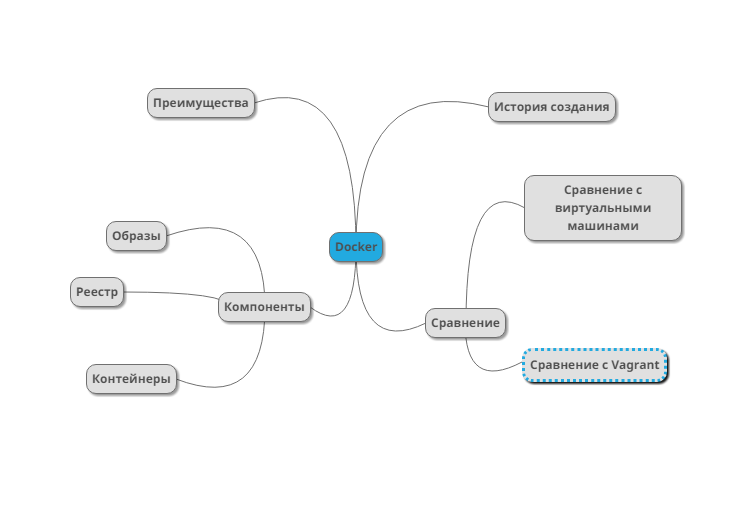 Преимущества
История создания
Сравнение с
виртуальными
машинами
Образы
Docker
Реестр
Компоненты
Сравнение
Сравнение с Vagrant
Контейнеры